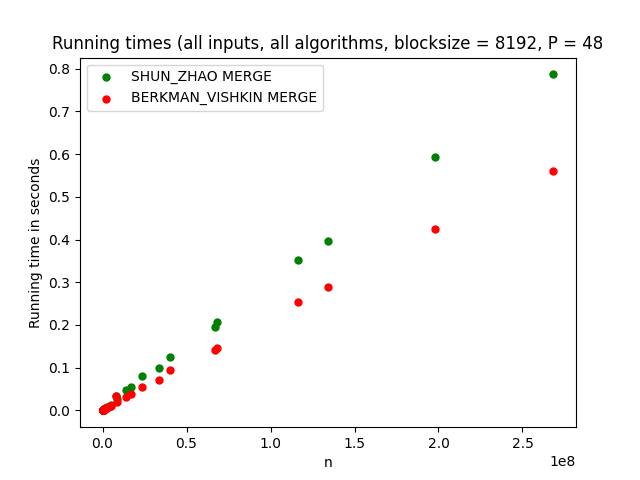 Running times (all inputs, all algorithms, blocksize = 8192, P = 48
SHUN_ZHAO MERGE
BERKMAN_VISHKIN MERGE
Running time in seconds
0.8
0.7
0.6
0.5
0.4
0.3
0.2
0.1
0.0
0.0 0.5 1.0 1.5 2.0 2.5
1e8
n